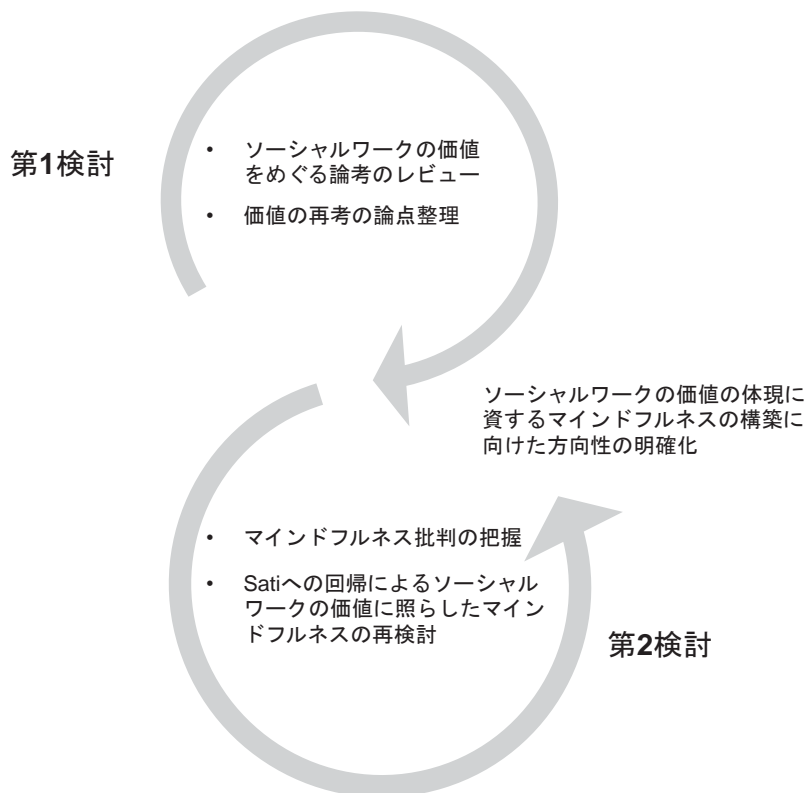 第1検討
• ソーシャルワークの価値
をめぐる論考のレビュー
• 価値の再考の論点整理
ソーシャルワークの価値の体現に
資するマインドフルネスの構築に
向けた方向性の明確化
• マインドフルネス批判の把握
• Satiへの回帰によるソーシャル
ワークの価値に照らしたマイン
ドフルネスの再検討
第2検討